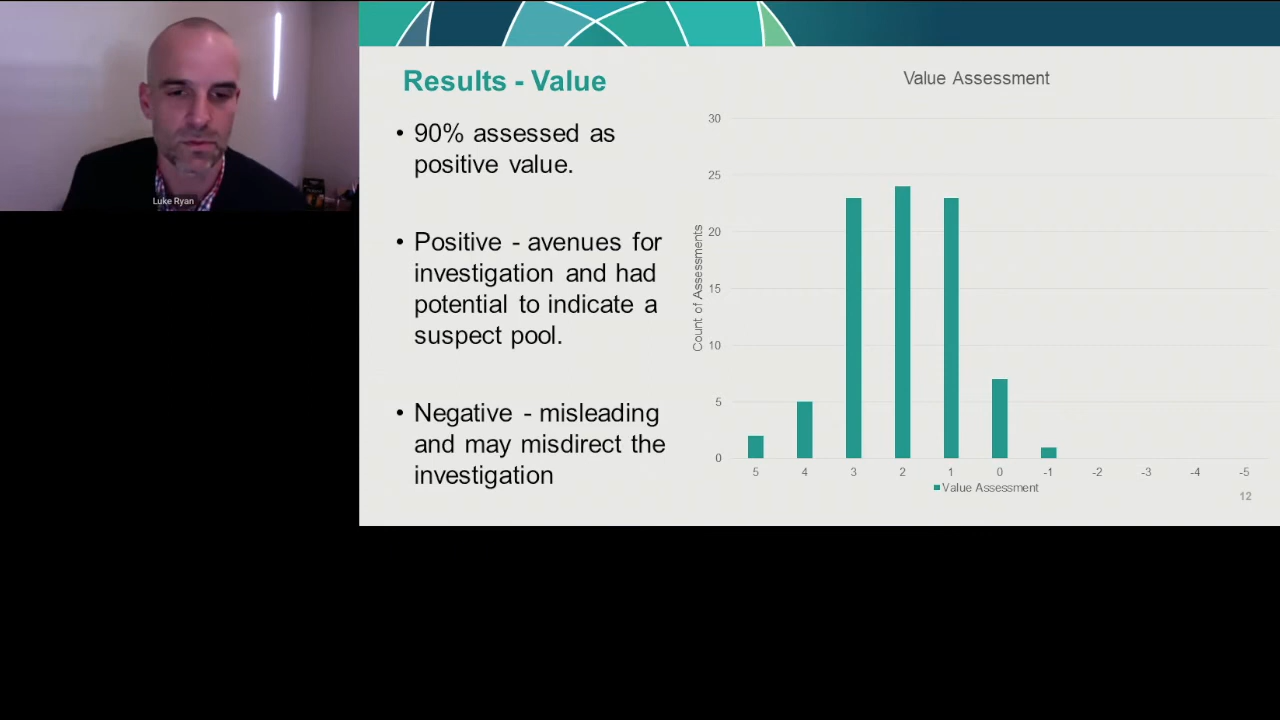 Luke Ryan
Results - Value
• 90% assessed as
positive value.
• Positive - avenues for
investigation and had
potential to indicate a
suspect pool.
• Negative - misleading
and may misdirect the
investigation
Value Assessment
Count of Assessments
30
25
20
15
10
5
0
5 4 3 2 1 0 -1 -2 -3 -4 -5
Value Assessment
12